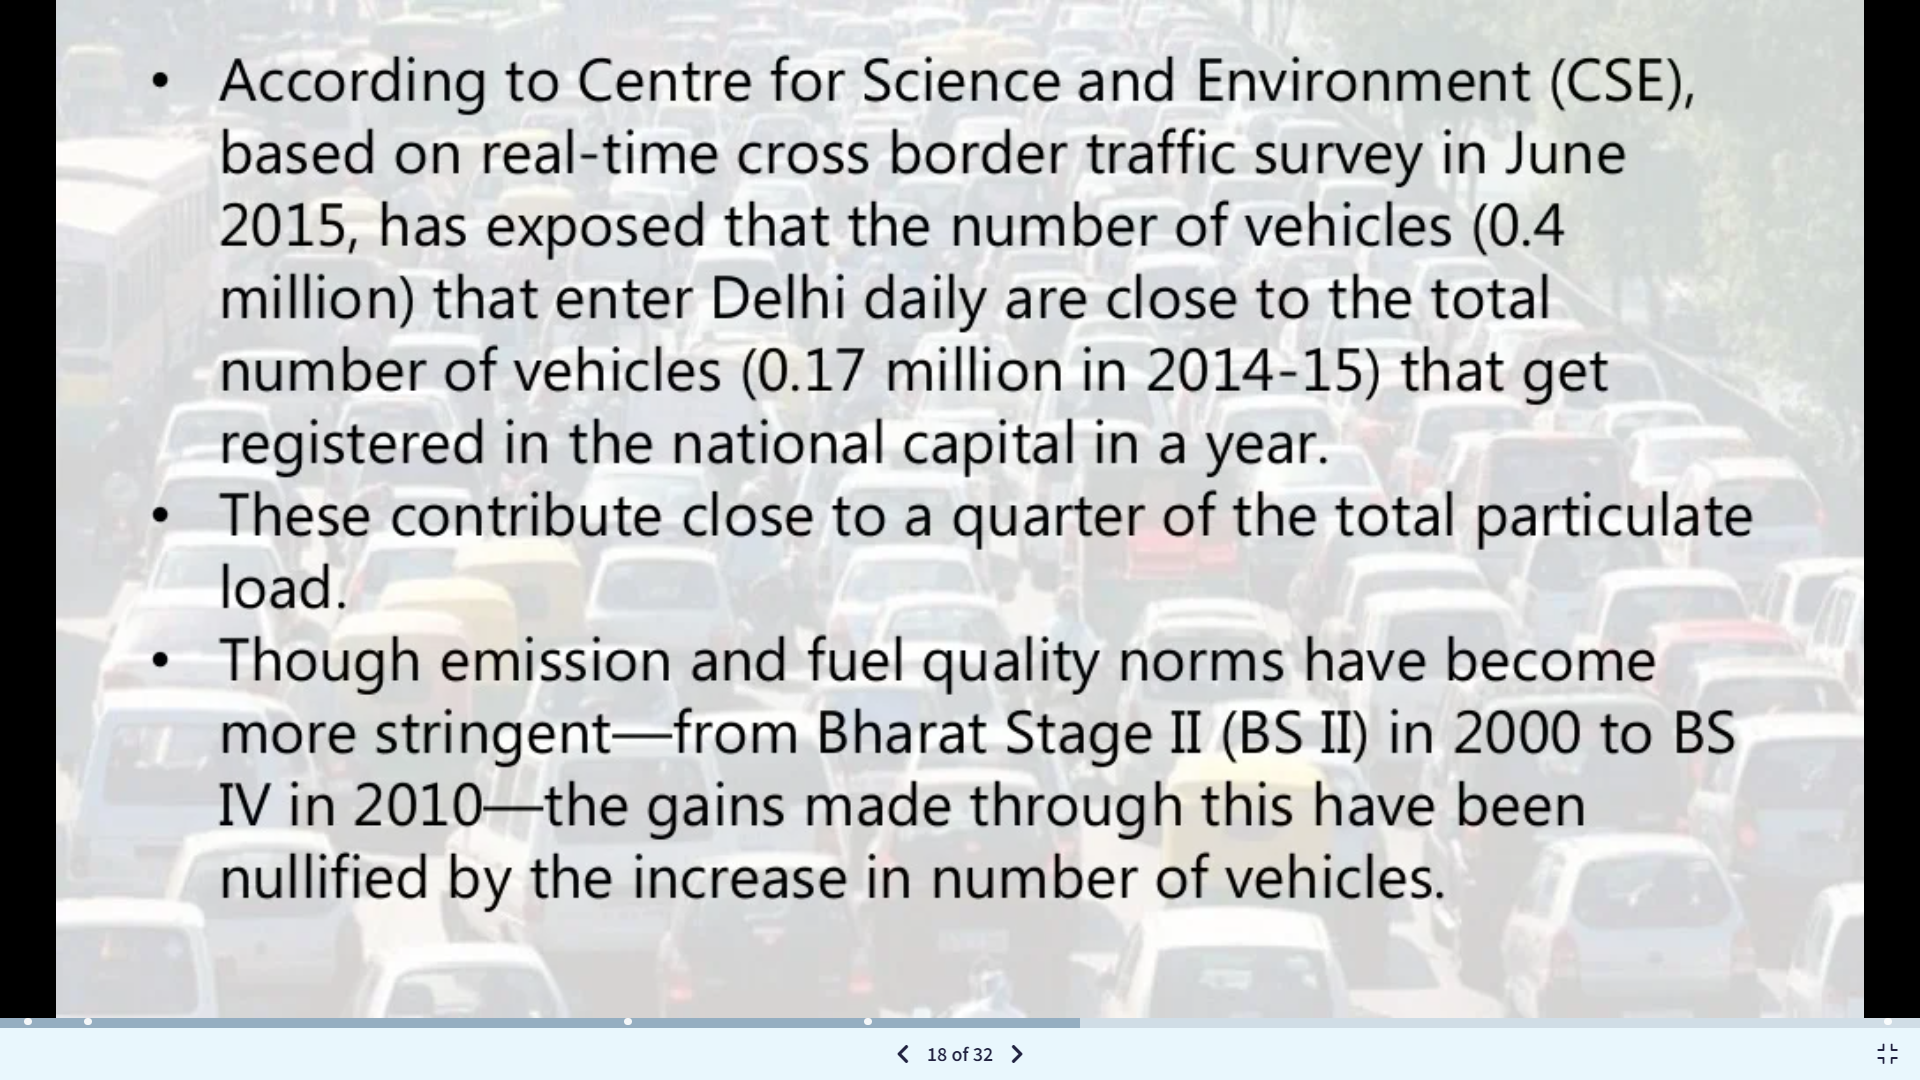 • According to Centre for Science and Environment (CSE),
based on real-time cross border traffic survey in June
2015, has exposed that the number of vehicles (0.4
million) that enter Delhi daily are close to the total
number of vehicles (0.17 million in 2014-15) that get
registered in the national capital in a year.
• These contribute close to a quarter of the total particulate
load.
• Though emission and fuel quality norms have become
more stringent—from Bharat Stage II (BS II) in 2000 to BS
IV in 2010—the gains made through this have been
nullified by the increase in number of vehicles.
18 of 32